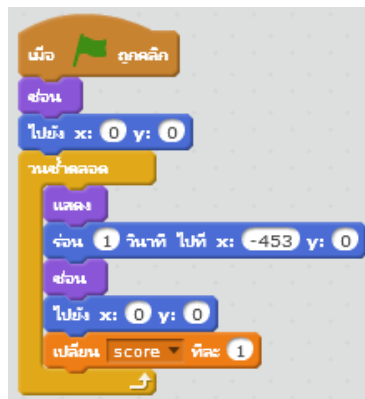 เมื่อ ถูกคลิก
ซ่อน
ไปยัง x: 0 y: 0
วนซ้ำตลอด
แสดง
ร่อน 1 วินาที ไปที่ x: -453 y: 0
ซ่อน
ไปยัง x: 0 y: 0
เปลี่ยน score ทีละ 1